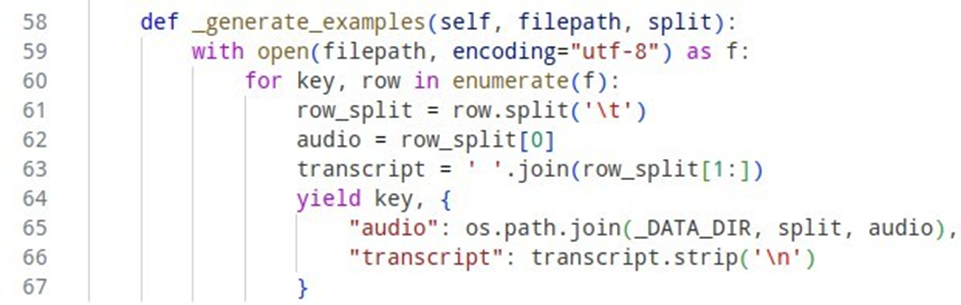 58 def _generate_examples(self, filepath, split):
59 with open(filepath, encoding="utf-8") as f:
60 for key, row in enumerate(f):
61 row_split = row.split('\t')
62 audio = row_split[0]
63 transcript = ' '.join(row_split[1:])
64 yield key, {
65 "audio": os.path.join(_DATA_DIR, split, audio),
66 "transcript": transcript.strip('\n')
67 }